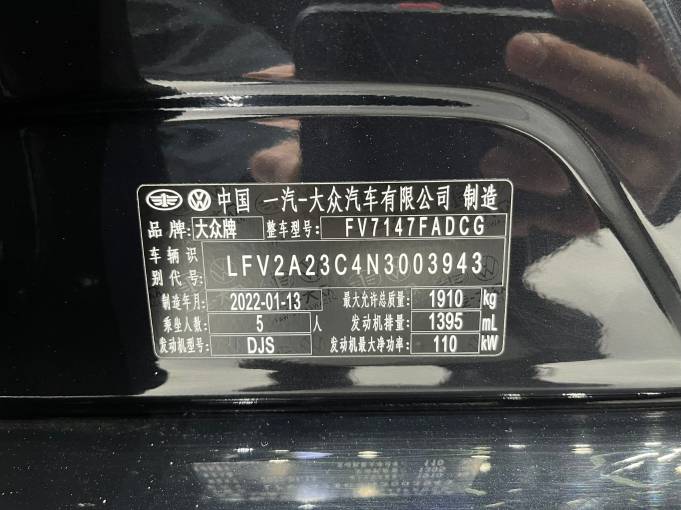 中国 一汽-大众汽车有限公司 制造
品牌: 大众牌 整车型号: FV7147FADCG
车辆识别代号: LFV2A23C4N3003943
制造年月: 2022-01-13 最大允许总质量: 1910 kg
乘坐人数: 5 人 发动机排量: 1395 mL
发动机型号: DJS 发动机最大净功率: 110 kW